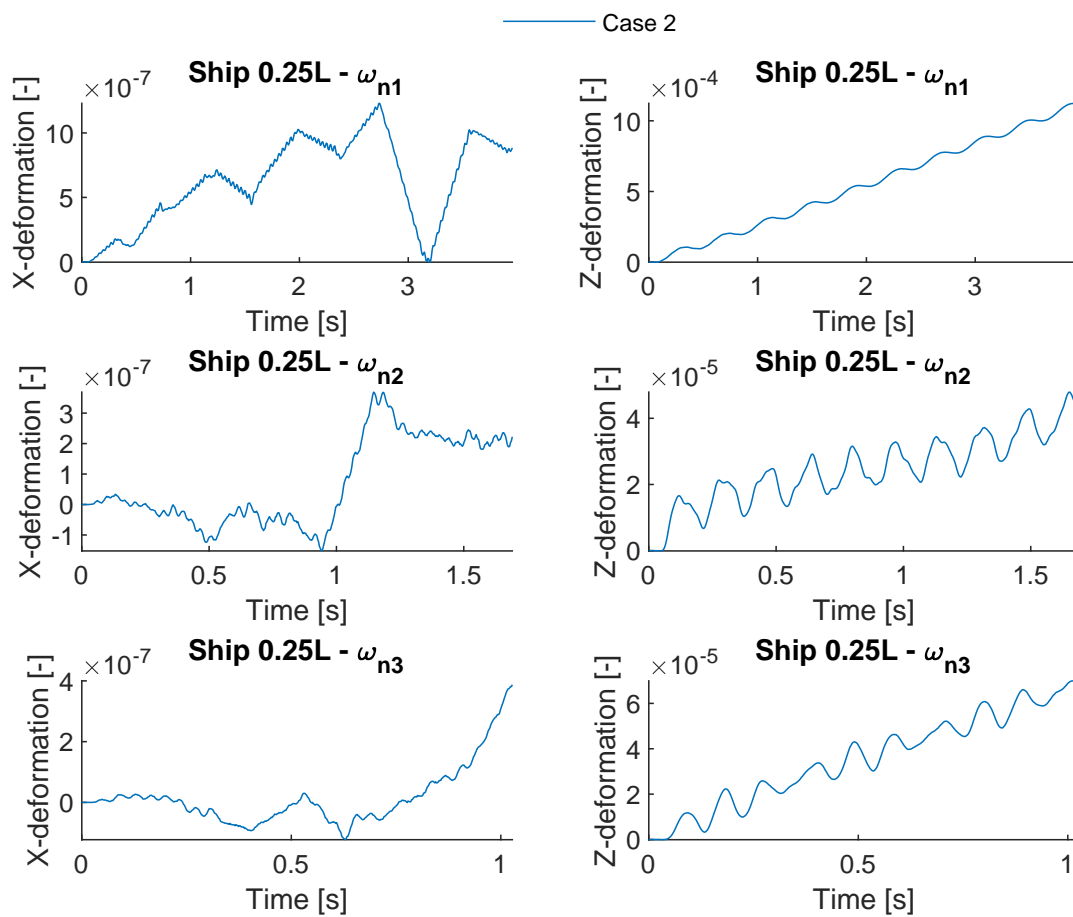 Case 2
×10⁻⁷
Ship 0.25L - ωn1
X-deformation [-]
10
5
0
0
1
2
3
Time [s]
×10⁻⁴
Ship 0.25L - ωn1
Z-deformation [-]
10
5
0
0
1
2
3
Time [s]
×10⁻⁷
Ship 0.25L - ωn2
X-deformation [-]
3
2
0
-1
0
0.5
1
1.5
Time [s]
×10⁻⁵
Ship 0.25L - ωn2
Z-deformation [-]
4
2
0
0
0.5
1
1.5
Time [s]
×10⁻⁷
Ship 0.25L - ωn3
X-deformation [-]
4
2
0
0
0.5
1
Time [s]
×10⁻⁵
Ship 0.25L - ωn3
Z-deformation [-]
6
4
2
0
0
0.5
1
Time [s]